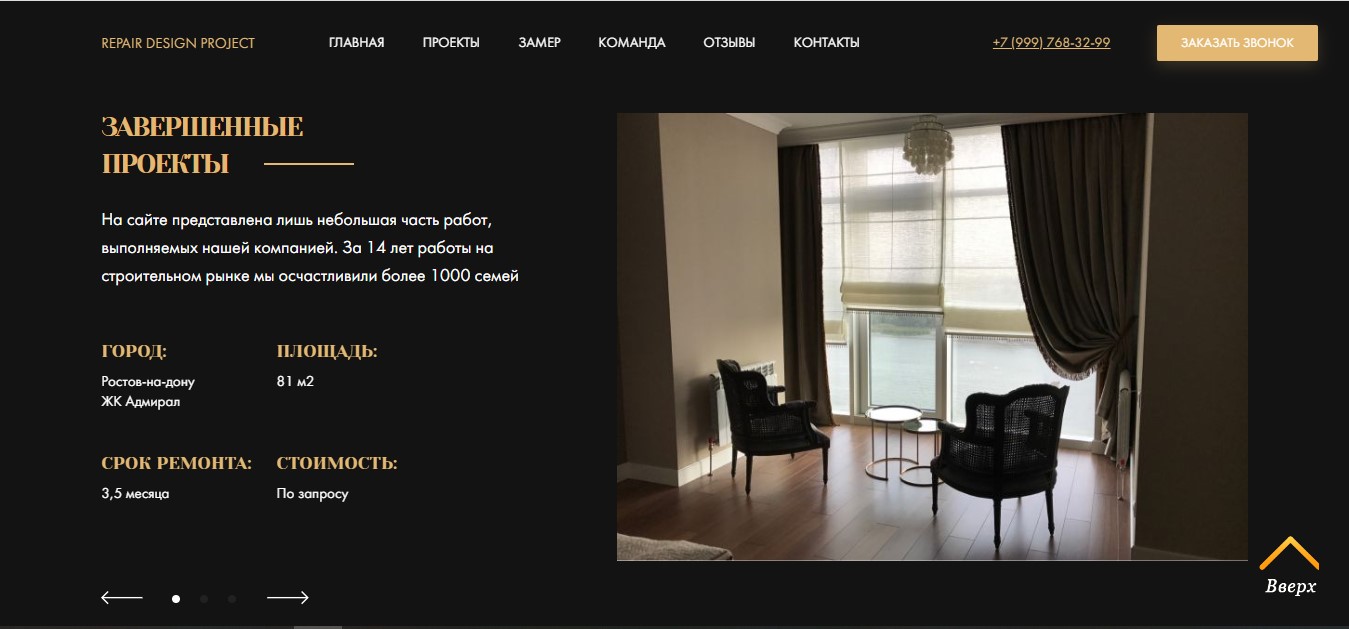 REPAIR DESIGN PROJECT
ГЛАВНАЯ
ПРОЕКТЫ
ЗАМЕР
КОМАНДА
ОТЗЫВЫ
КОНТАКТЫ
+7 (999) 768-32-99
ЗАКАЗАТЬ ЗВОНОК
ЗАВЕРШЕННЫЕ
ПРОЕКТЫ
На сайте представлена лишь небольшая часть работ,
выполняемых нашей компанией. За 14 лет работы на
строительном рынке мы осчастливили более 1000 семей
ГОРОД:
Ростов-на-дону
ЖК Адмирал
ПЛОЩАДЬ:
81 м2
СРОК РЕМОНТА:
3,5 месяца
СТОИМОСТЬ:
По запросу
Вверх